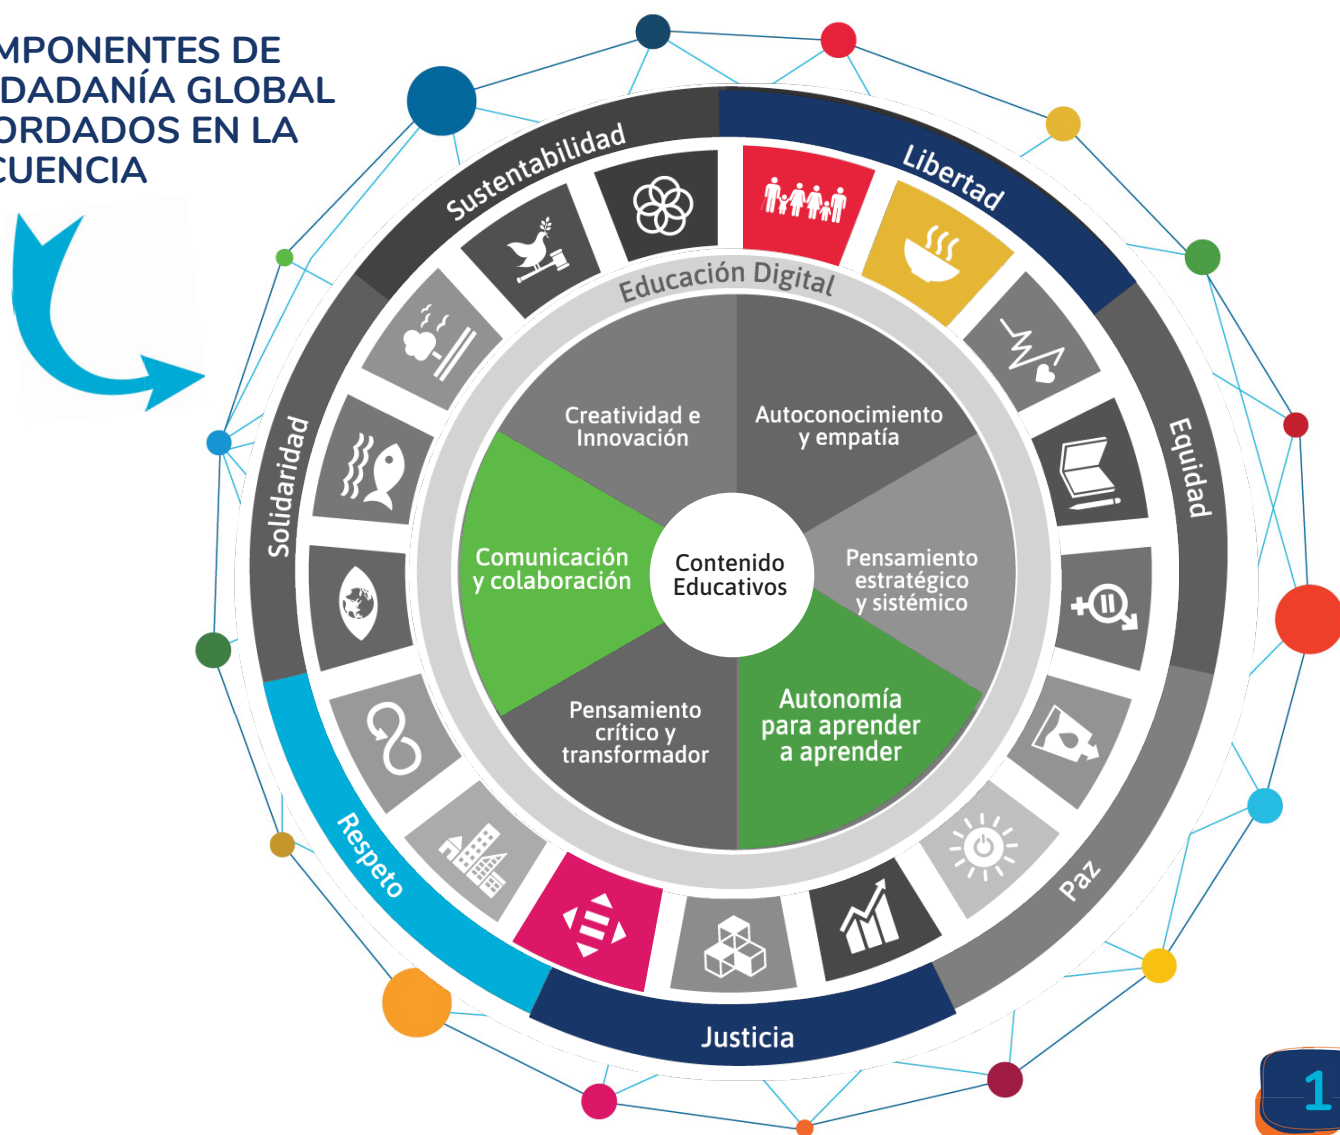 MPONENTES DE
DADANÍA GLOBAL
ORDADOS EN LA
CUENCIA
Sustentabilidad
Libertad
Equidad
Paz
Justicia
Respeto
Solidaridad
Educación Digital
Creatividad e
Innovación
Autoconocimiento
y empatía
Comunicación
y colaboración
Contenido
Educativos
Pensamiento
estratégico
y sistémico
Pensamiento
crítico y
transformador
Autonomía
para aprender
a aprender
1